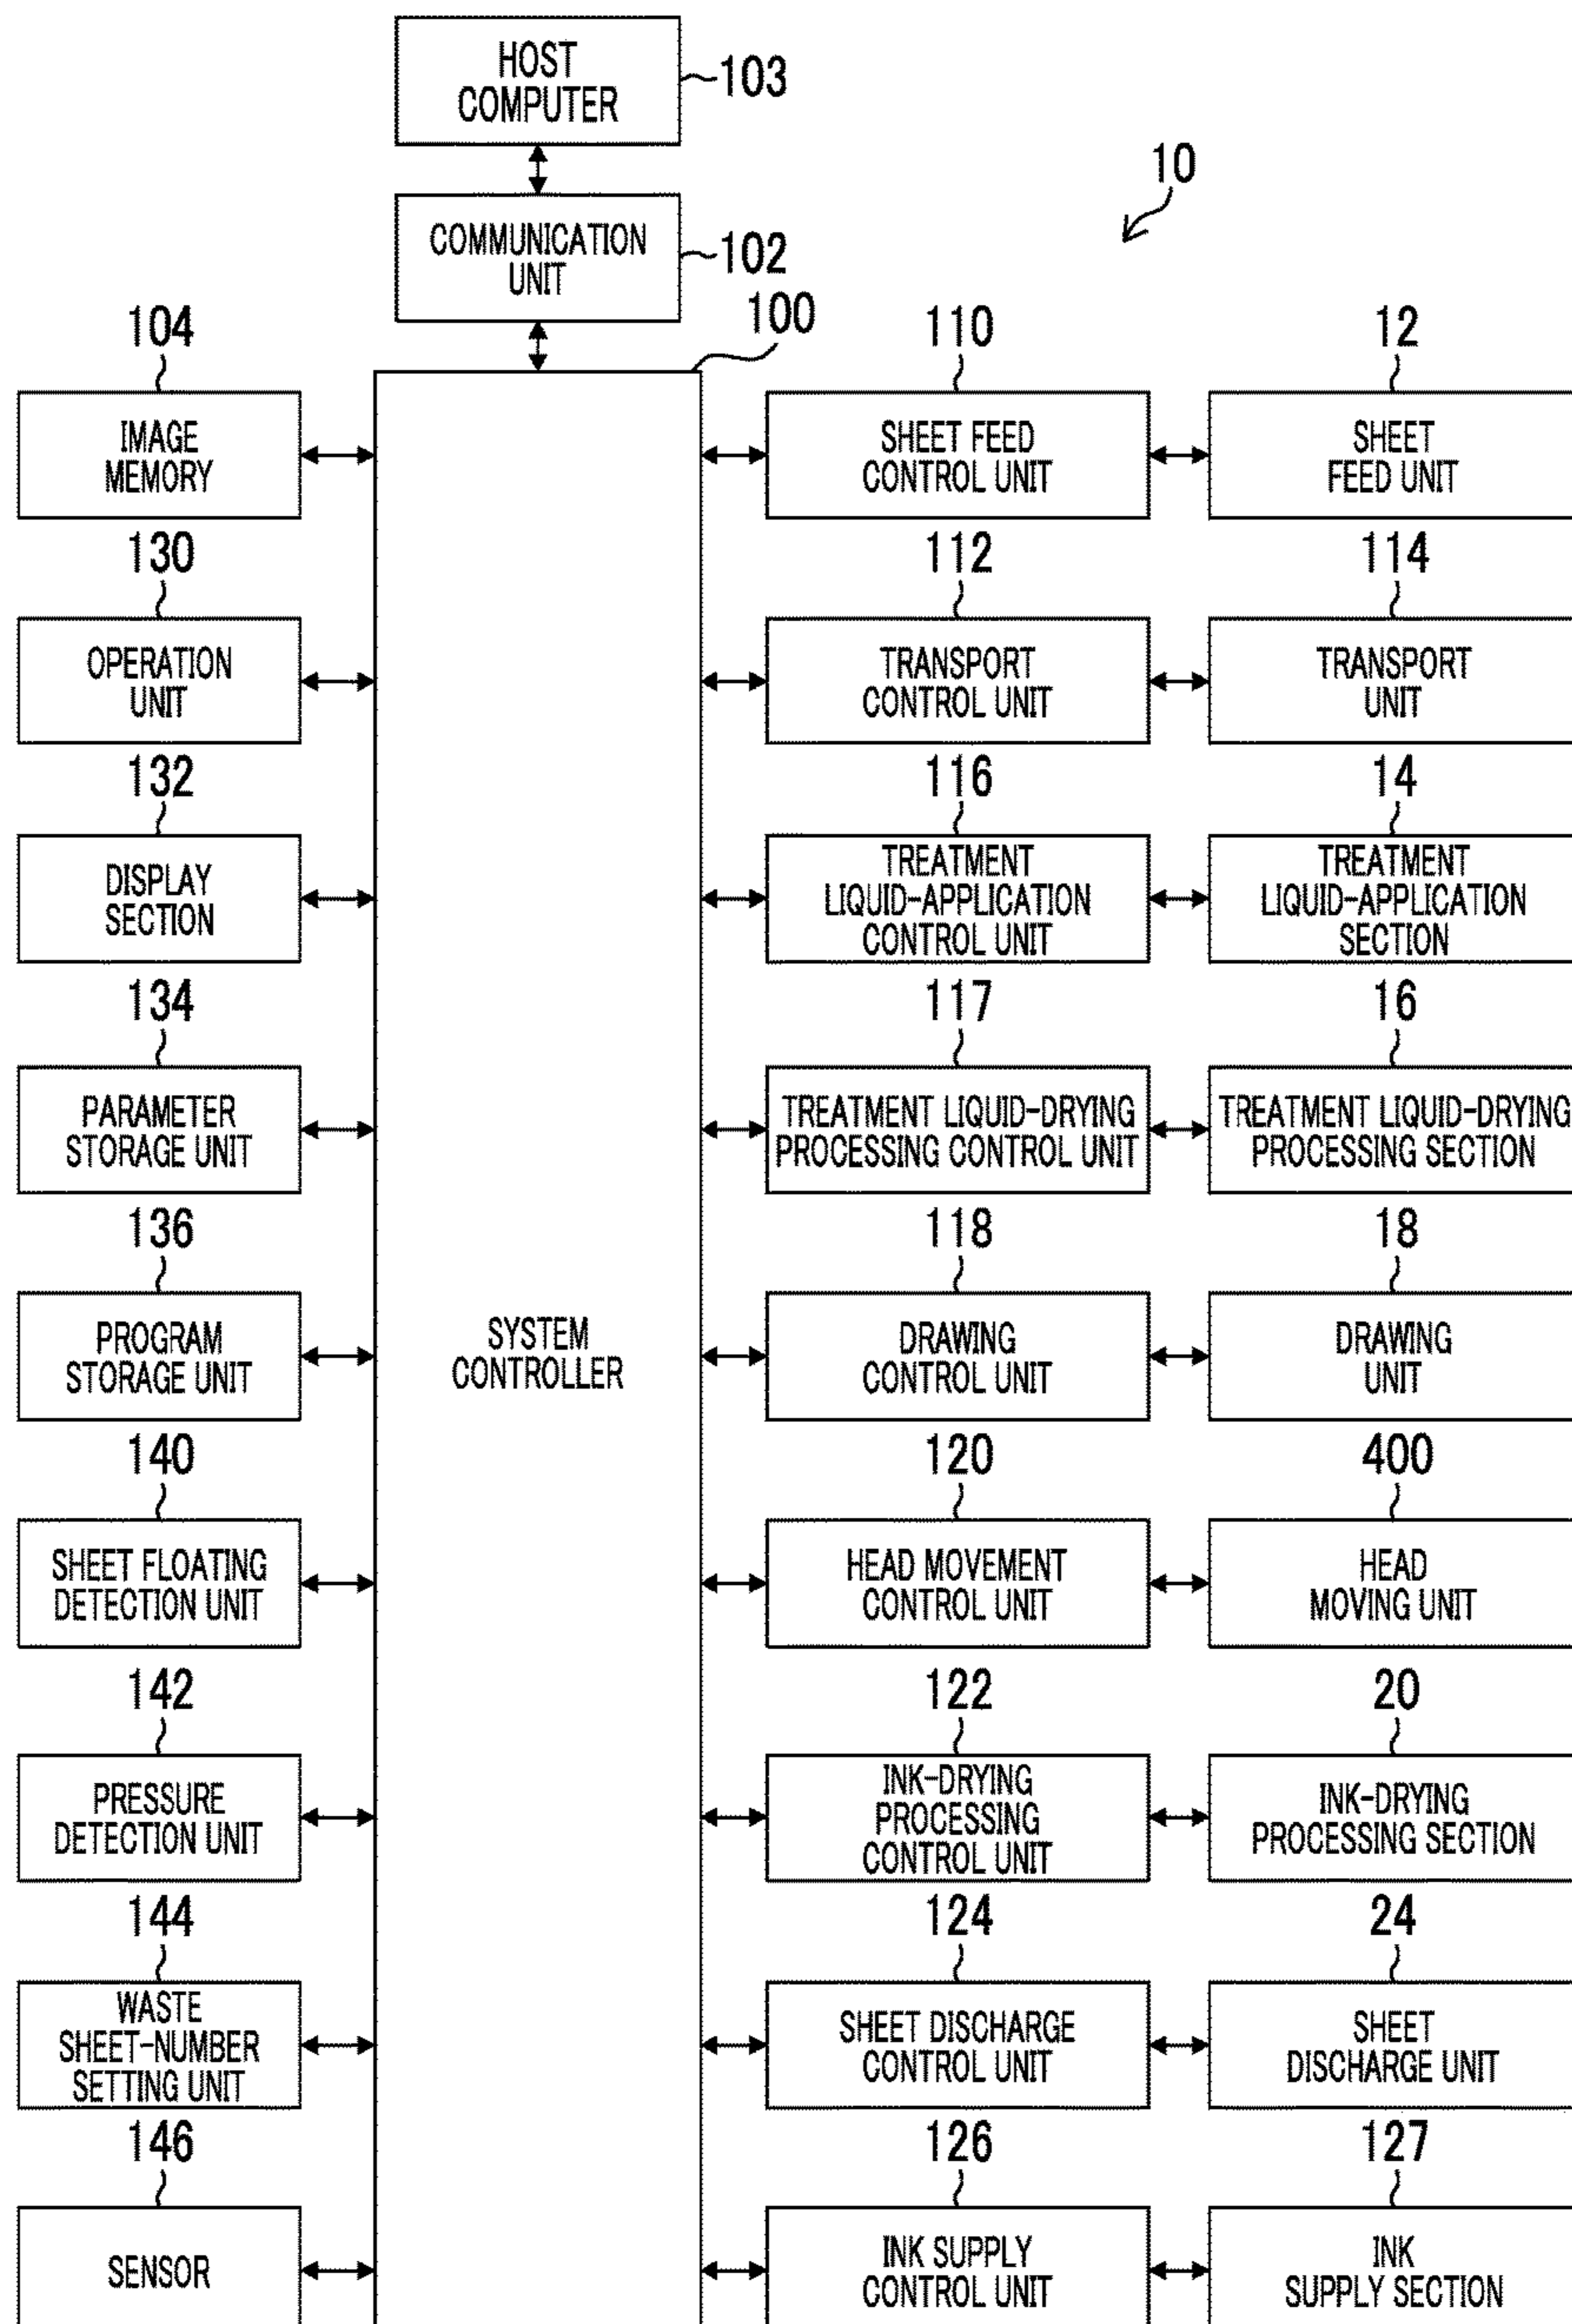 HOST
COMPUTER
103
10
COMMUNICATION
UNIT
102
100
104
110
12
IMAGE
MEMORY
SHEET FEED
CONTROL UNIT
SHEET
FEED UNIT
130
112
114
OPERATION
UNIT
TRANSPORT
CONTROL UNIT
TRANSPORT
UNIT
132
116
14
DISPLAY
SECTION
TREATMENT
LIQUID-APPLICATION
CONTROL UNIT
TREATMENT
LIQUID-APPLICATION
SECTION
134
117
16
PARAMETER
STORAGE UNIT
TREATMENT LIQUID-DRYING
PROCESSING CONTROL UNIT
TREATMENT LIQUID-DRYING
PROCESSING SECTION
136
118
18
PROGRAM
STORAGE UNIT
SYSTEM
CONTROLLER
DRAWING
CONTROL UNIT
DRAWING
UNIT
140
120
400
SHEET FLOATING
DETECTION UNIT
HEAD MOVEMENT
CONTROL UNIT
HEAD
MOVING UNIT
142
122
20
PRESSURE
DETECTION UNIT
INK-DRYING
PROCESSING
CONTROL UNIT
INK-DRYING
PROCESSING SECTION
144
124
24
WASTE
SHEET-NUMBER
SETTING UNIT
SHEET DISCHARGE
CONTROL UNIT
SHEET
DISCHARGE UNIT
146
126
127
SENSOR
INK SUPPLY
CONTROL UNIT
INK
SUPPLY SECTION